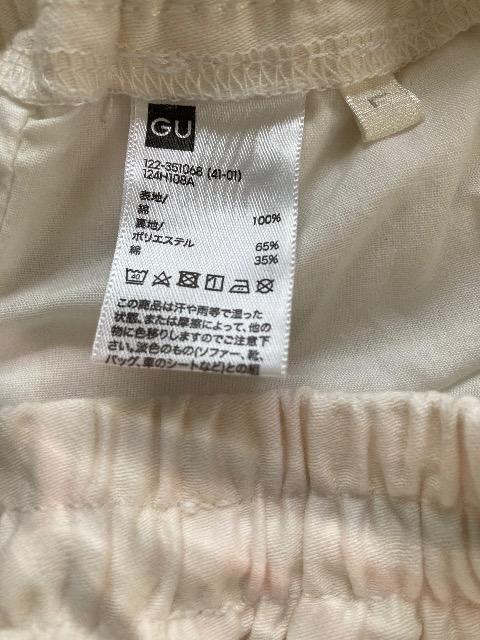 GU
L
122-351068 (41-01)
124H108A
表地/
綿 100%
裏地/
ポリエステル 65%
綿 35%
40
この商品は汗や雨等で湿った
状態、または摩擦によって、他の
物に色移りしますのでご注意下
さい。淡色のもの(ソファー、靴、
バッグ、車のシートなど)との組